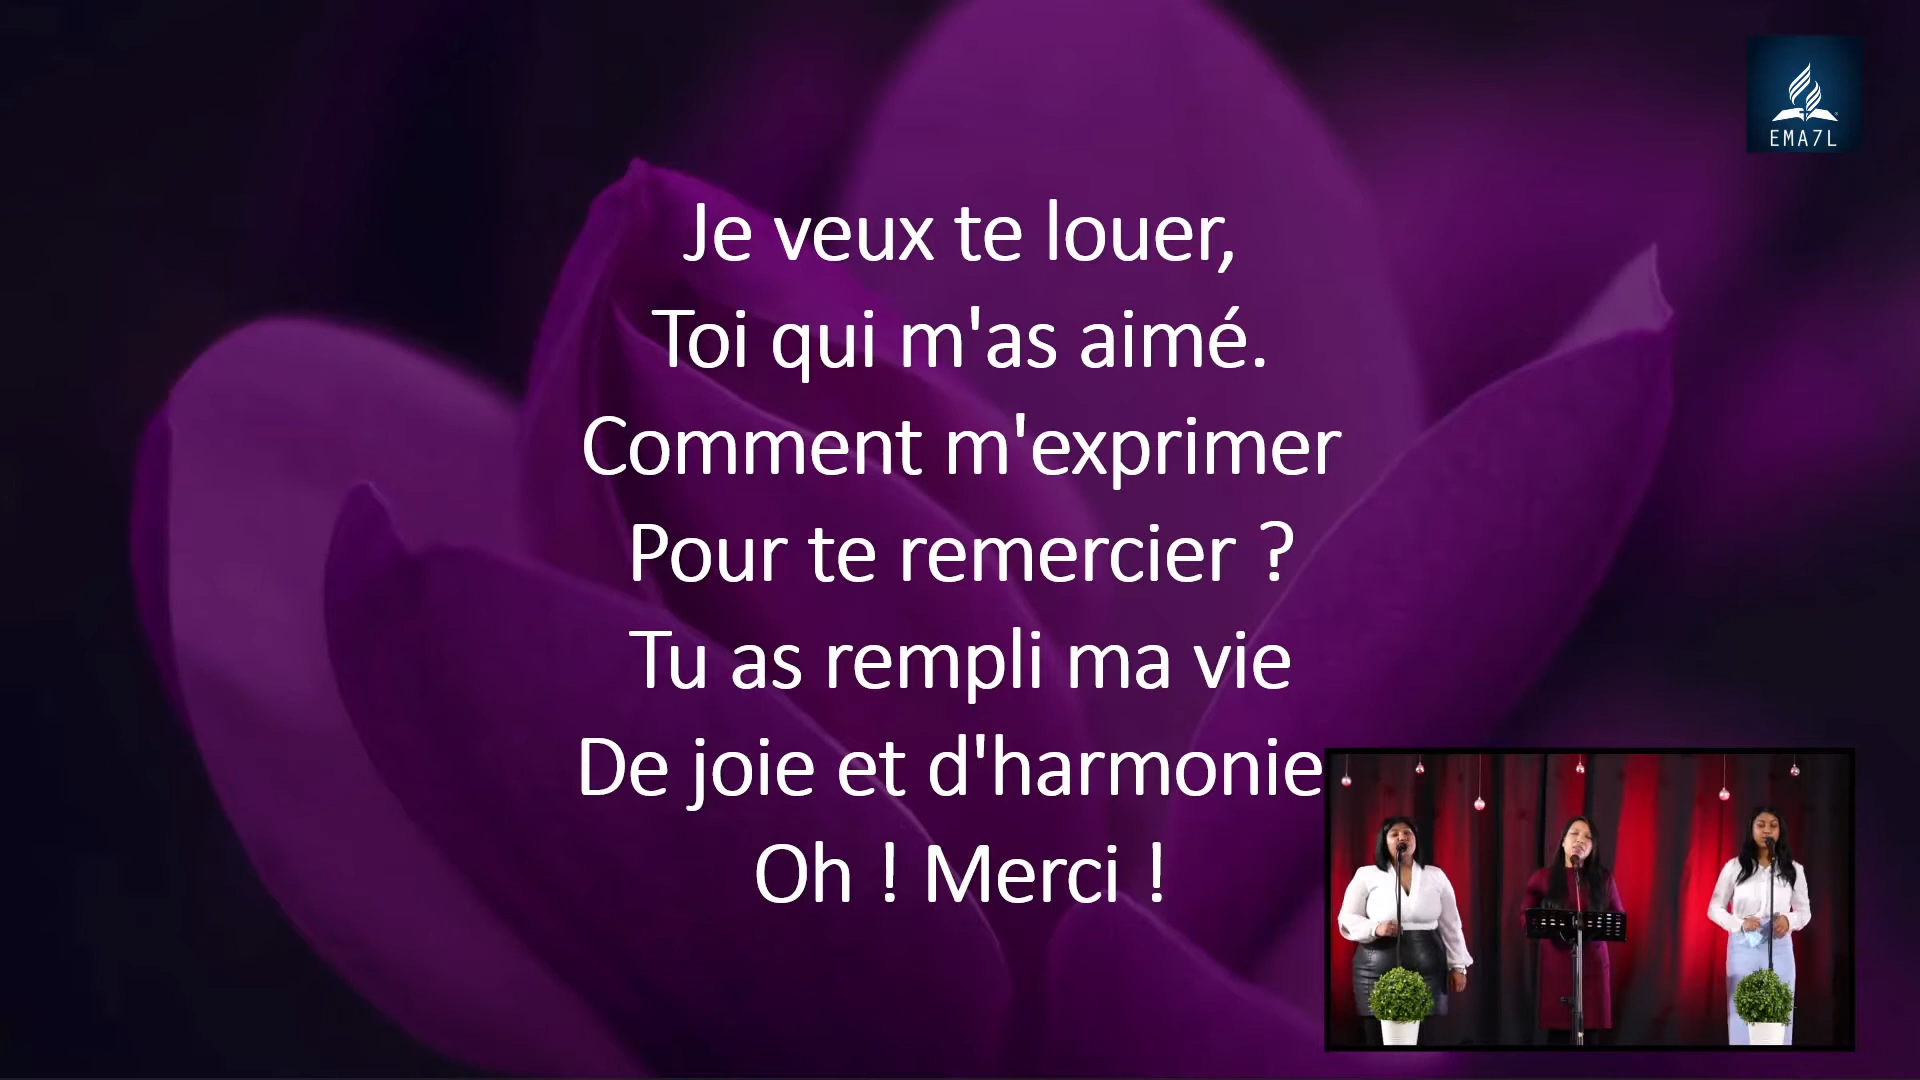 EMA7L
Je veux te louer,
Toi qui m'as aimé.
Comment m'exprimer
Pour te remercier ?
Tu as rempli ma vie
De joie et d'harmonie
Oh ! Merci !